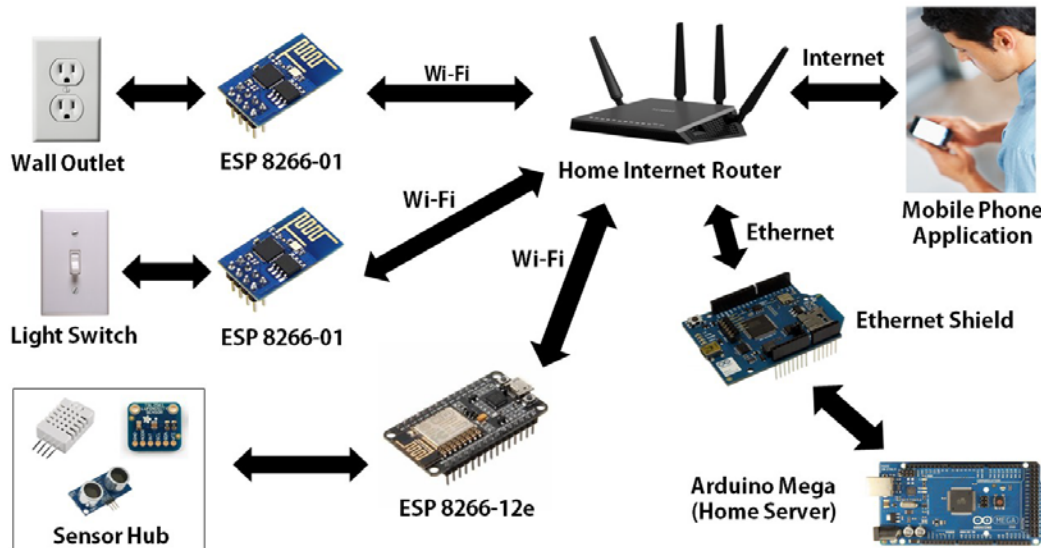 Wall Outlet
ESP 8266-01
Wi-Fi
Home Internet Router
Internet
Mobile Phone
Application
Light Switch
ESP 8266-01
Wi-Fi
Wi-Fi
Ethernet
Ethernet Shield
Sensor Hub
ESP 8266-12e
Arduino Mega
(Home Server)
MEGA